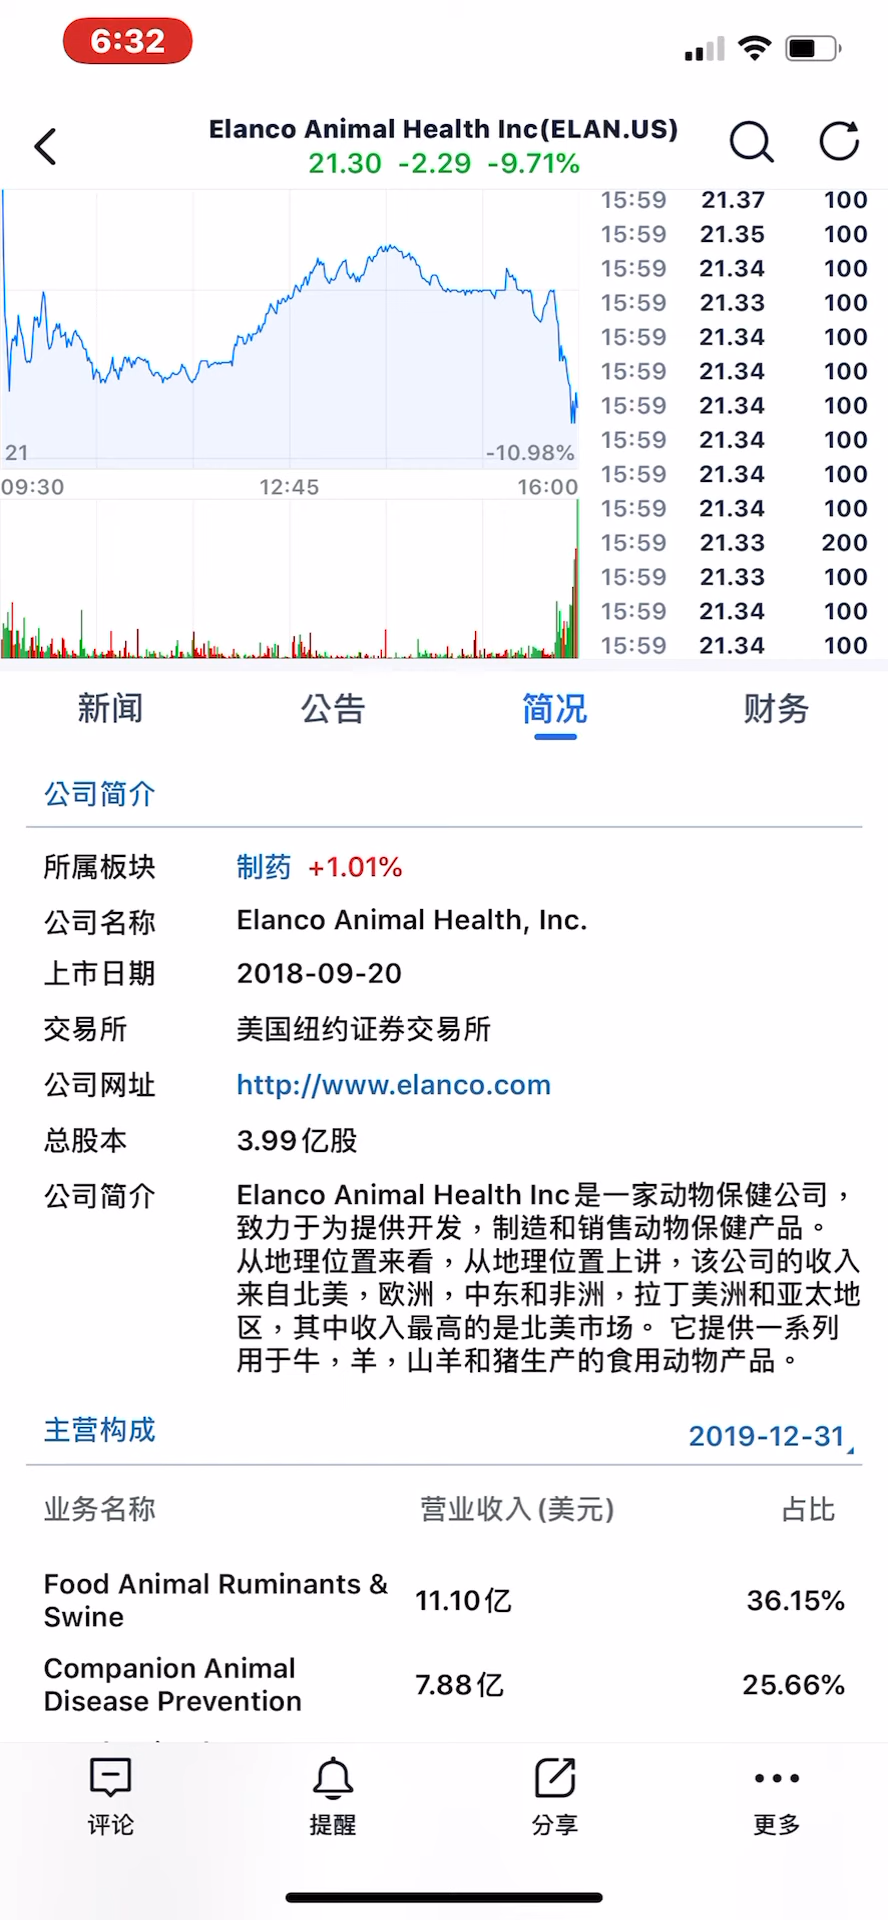 6:32
Elanco Animal Health Inc(ELAN.US)
21.30 -2.29 -9.71%
15:59 21.37 100
15:59 21.35 100
15:59 21.34 100
15:59 21.33 100
15:59 21.34 100
15:59 21.34 100
15:59 21.34 100
15:59 21.34 100
15:59 21.34 100
15:59 21.34 100
15:59 21.33 200
15:59 21.33 100
15:59 21.34 100
15:59 21.34 100
21 -10.98%
09:30 12:45 16:00
新闻 公告 简况 财务
公司简介
所属板块 制药 +1.01%
公司名称 Elanco Animal Health, Inc.
上市日期 2018-09-20
交易所 美国纽约证券交易所
公司网址 http://www.elanco.com
总股本 3.99亿股
公司简介 Elanco Animal Health Inc是一家动物保健公司，
致力于为提供开发，制造和销售动物保健产品。
从地理位置来看，从地理位置上讲，该公司的收入
来自北美，欧洲，中东和非洲，拉丁美洲和亚太地
区，其中收入最高的是北美市场。 它提供一系列
用于牛，羊，山羊和猪生产的食用动物产品。
主营构成 2019-12-31
业务名称 营业收入(美元) 占比
Food Animal Ruminants &
Swine 11.10亿 36.15%
Companion Animal
Disease Prevention 7.88亿 25.66%
评论 提醒 分享 更多